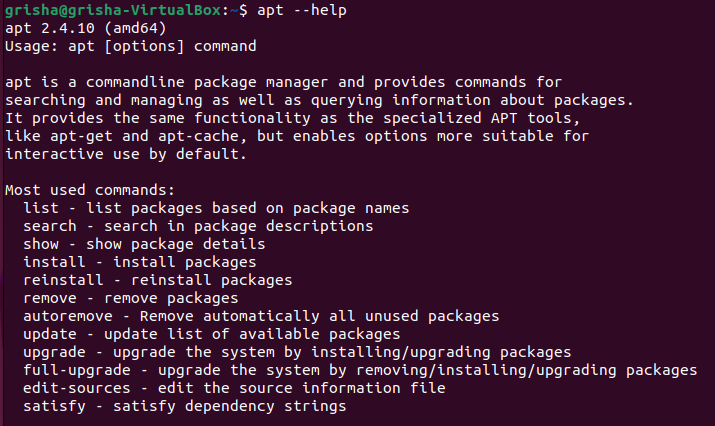 grisha@grisha-VirtualBox:~$ apt --help
apt 2.4.10 (amd64)
Usage: apt [options] command

apt is a commandline package manager and provides commands for
searching and managing as well as querying information about packages.
It provides the same functionality as the specialized APT tools,
like apt-get and apt-cache, but enables options more suitable for
interactive use by default.

Most used commands:
  list - list packages based on package names
  search - search in package descriptions
  show - show package details
  install - install packages
  reinstall - reinstall packages
  remove - remove packages
  autoremove - Remove automatically all unused packages
  update - update list of available packages
  upgrade - upgrade the system by installing/upgrading packages
  full-upgrade - upgrade the system by removing/installing/upgrading packages
  edit-sources - edit the source information file
  satisfy - satisfy dependency strings